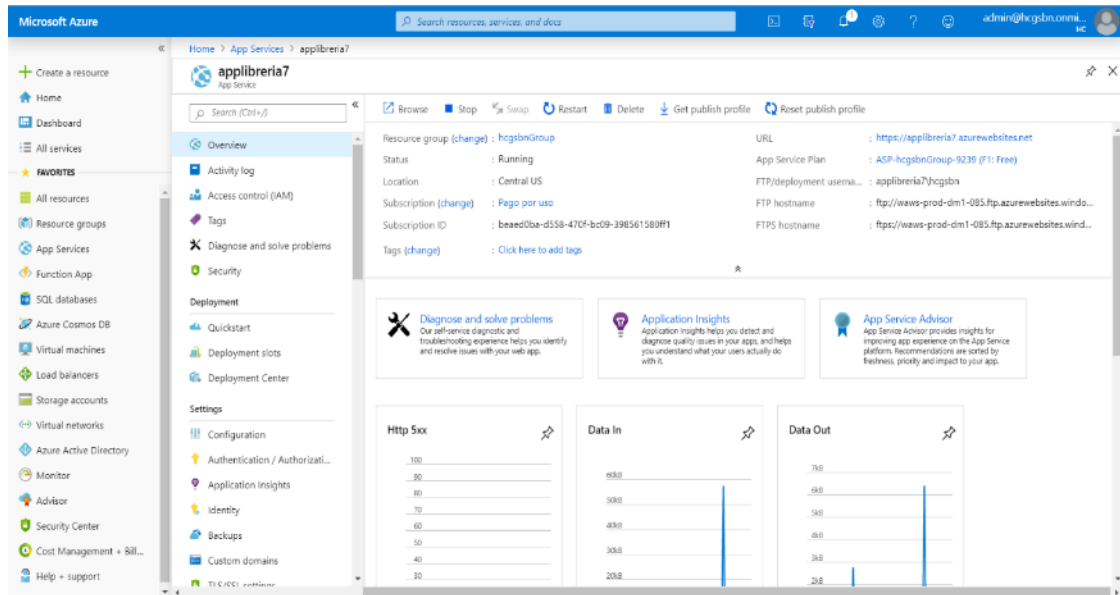 Microsoft Azure
Search resources, services, and docs
admin@hcgsbn.onmi...
HC
Create a resource
Home
Dashboard
All services
FAVORITES
All resources
Resource groups
App Services
Function App
SQL databases
Azure Cosmos DB
Virtual machines
Load balancers
Storage accounts
Virtual networks
Azure Active Directory
Monitor
Advisor
Security Center
Cost Management + Bill...
Help + support
Home > App Services > applibreria7
applibreria7
App Service
Search (Ctrl+/)
Overview
Activity log
Access control (IAM)
Tags
Diagnose and solve problems
Security
Deployment
Quickstart
Deployment slots
Deployment Center
Settings
Configuration
Authentication / Authorizati...
Application Insights
Identity
Backups
Custom domains
TLS/SSL settings
Browse Stop Swap Restart Delete Get publish profile Reset publish profile
Resource group (change) : hcgsbnGroup
Status : Running
Location : Central US
Subscription (change) : Pago por uso
Subscription ID : beaed0ba-d558-470f-bc09-398561580ff1
Tags (change) : Click here to add tags
URL : https://applibreria7.azurewebsites.net
App Service Plan : ASP-hcgsbnGroup-9239 (F1: Free)
FTP/deployment userna... : applibreria7\hcgsbn
FTP hostname : ftp://waws-prod-dm1-085.ftp.azurewebsites.windo...
FTPS hostname : ftps://waws-prod-dm1-085.ftp.azurewebsites.wind...
Diagnose and solve problems
Our self-service diagnostic and
troubleshooting experience helps you identify
and resolve issues with your web app.
Application Insights
Application Insights helps you detect and
diagnose quality issues in your apps, and helps
you understand what your users actually do
with it.
App Service Advisor
App Service Advisor provides insights for
improving app experience on the App Service
platform. Recommendations are sorted by
freshness, priority and impact to your app.
Http 5xx
100
90
80
70
60
50
40
30
Data In
60kB
50kB
40kB
30kB
20kB
Data Out
7kB
6kB
5kB
4kB
3kB
2kB